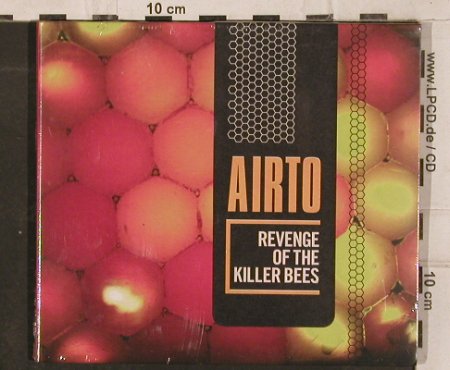 10 cm
www.LPCD.de / CD
AIRTO
REVENGE
OF THE
KILLER BEES
10 cm